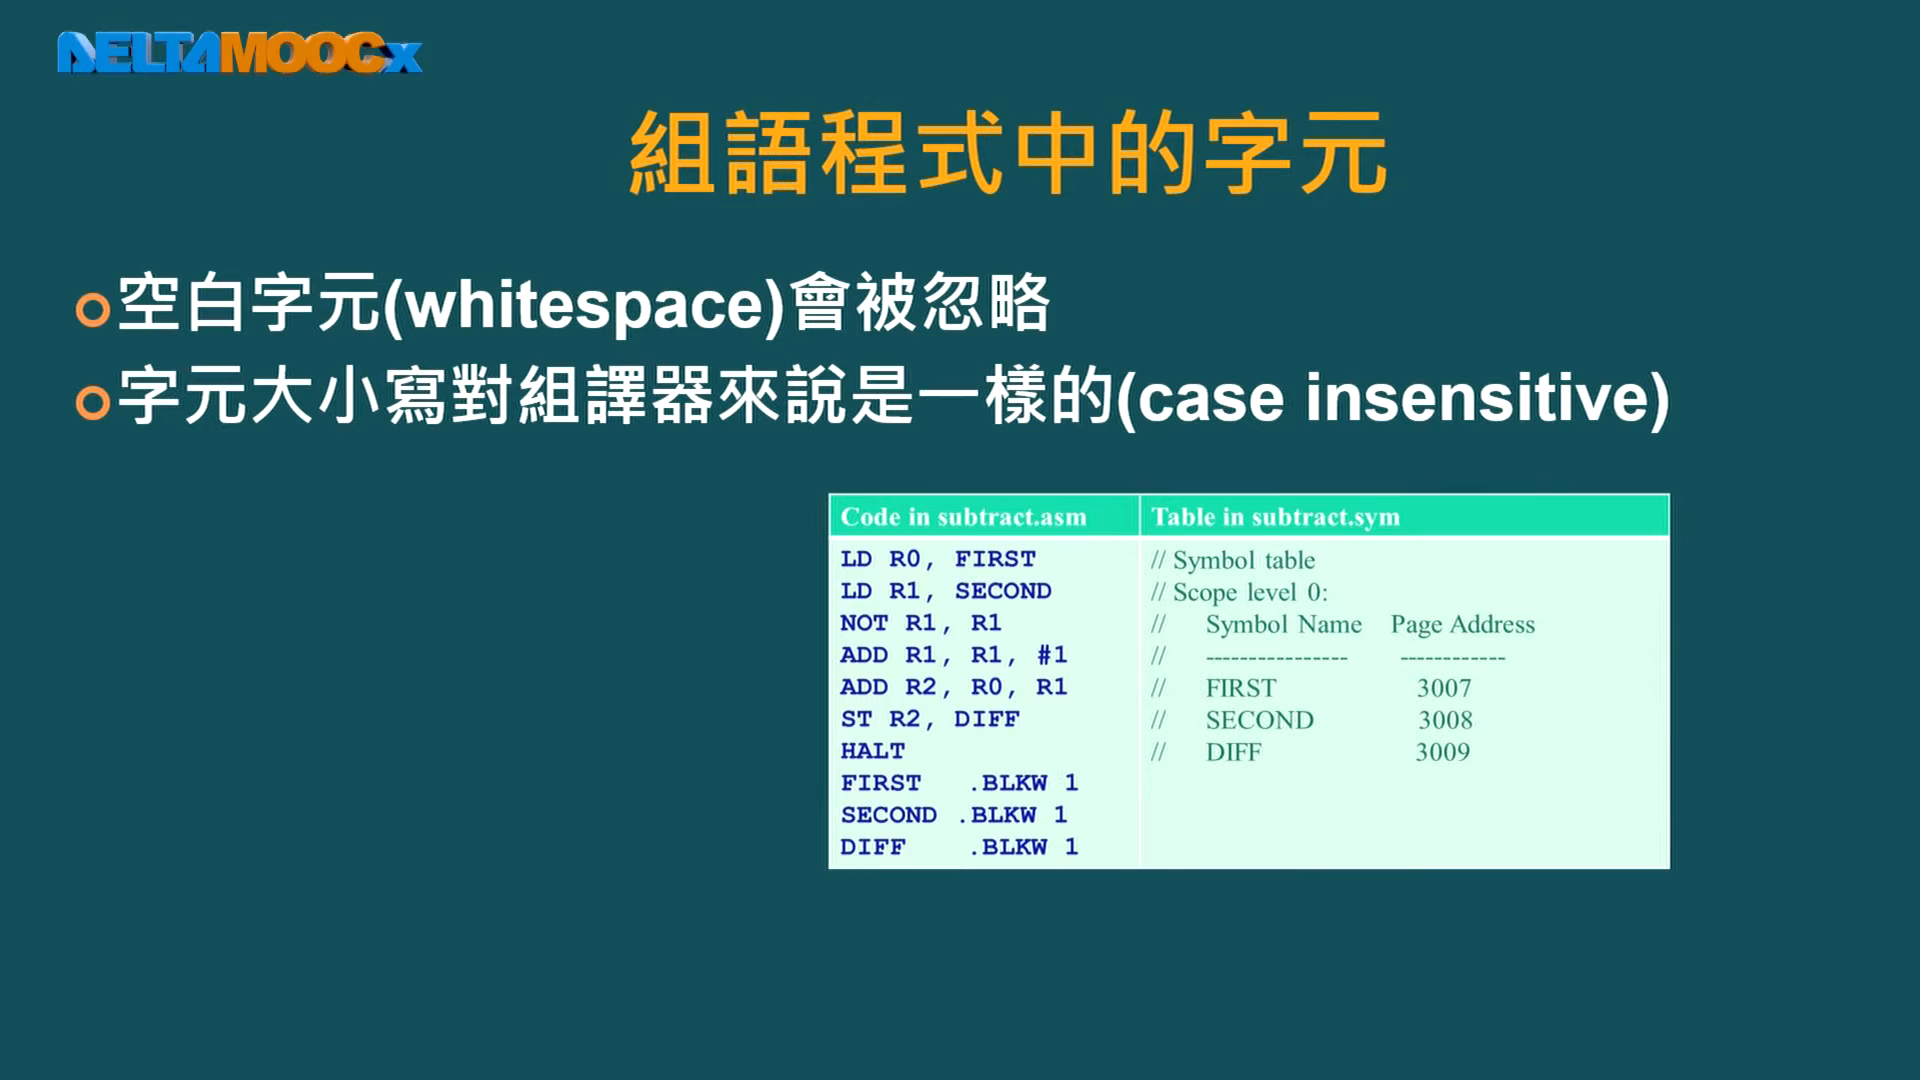 DELTAMOOCx
組語程式中的字元
空白字元(whitespace)會被忽略
字元大小寫對組譯器來說是一樣的(case insensitive)
Code in subtract.asm
LD R0, FIRST
LD R1, SECOND
NOT R1, R1
ADD R1, R1, #1
ADD R2, R0, R1
ST R2, DIFF
HALT
FIRST .BLKW 1
SECOND .BLKW 1
DIFF .BLKW 1
Table in subtract.sym
// Symbol table
// Scope level 0:
// Symbol Name Page Address
// ---------------- ------------
// FIRST 3007
// SECOND 3008
// DIFF 3009